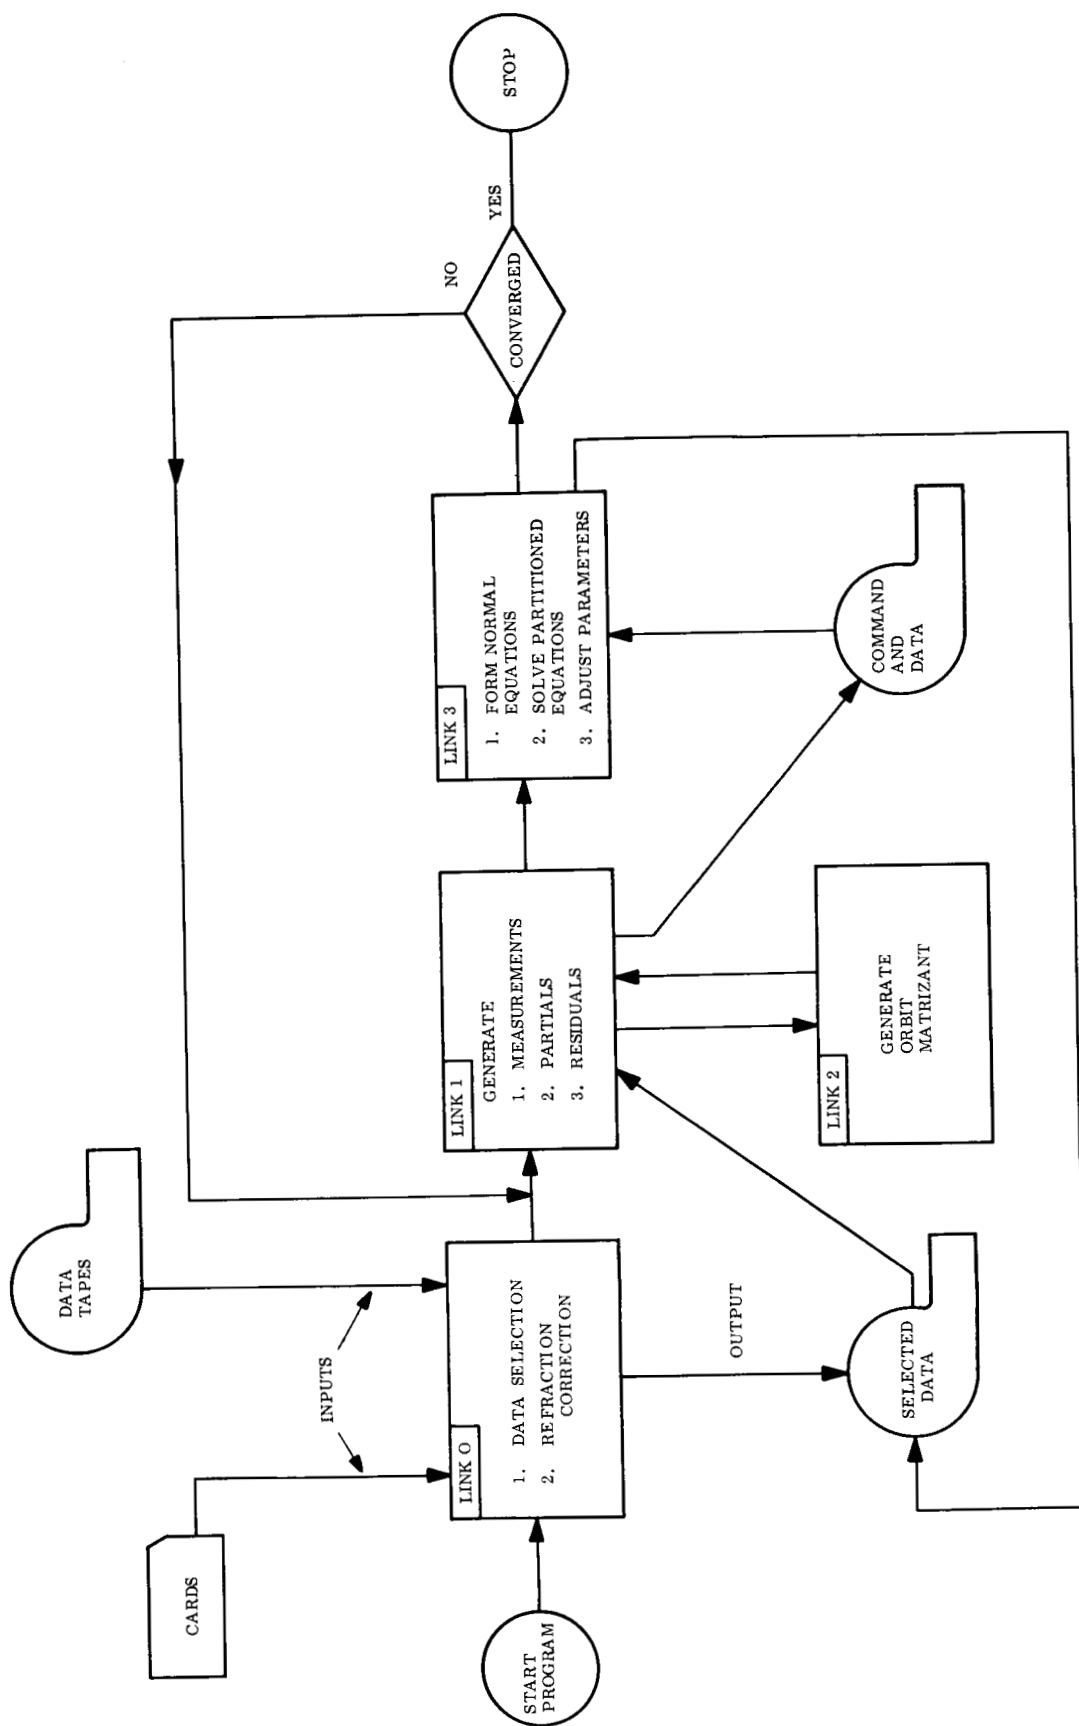 CARDS
DATA
TAPES
INPUTS
START
PROGRAM
LINK O
1. DATA SELECTION
2. REFRACTION
CORRECTION
OUTPUT
SELECTED
DATA
LINK 1
GENERATE
1. MEASUREMENTS
2. PARTIALS
3. RESIDUALS
LINK 2
GENERATE
ORBIT
MATRIZANT
LINK 3
1. FORM NORMAL
EQUATIONS
2. SOLVE PARTITIONED
EQUATIONS
3. ADJUST PARAMETERS
COMMAND
AND
DATA
CONVERGED
NO
YES
STOP